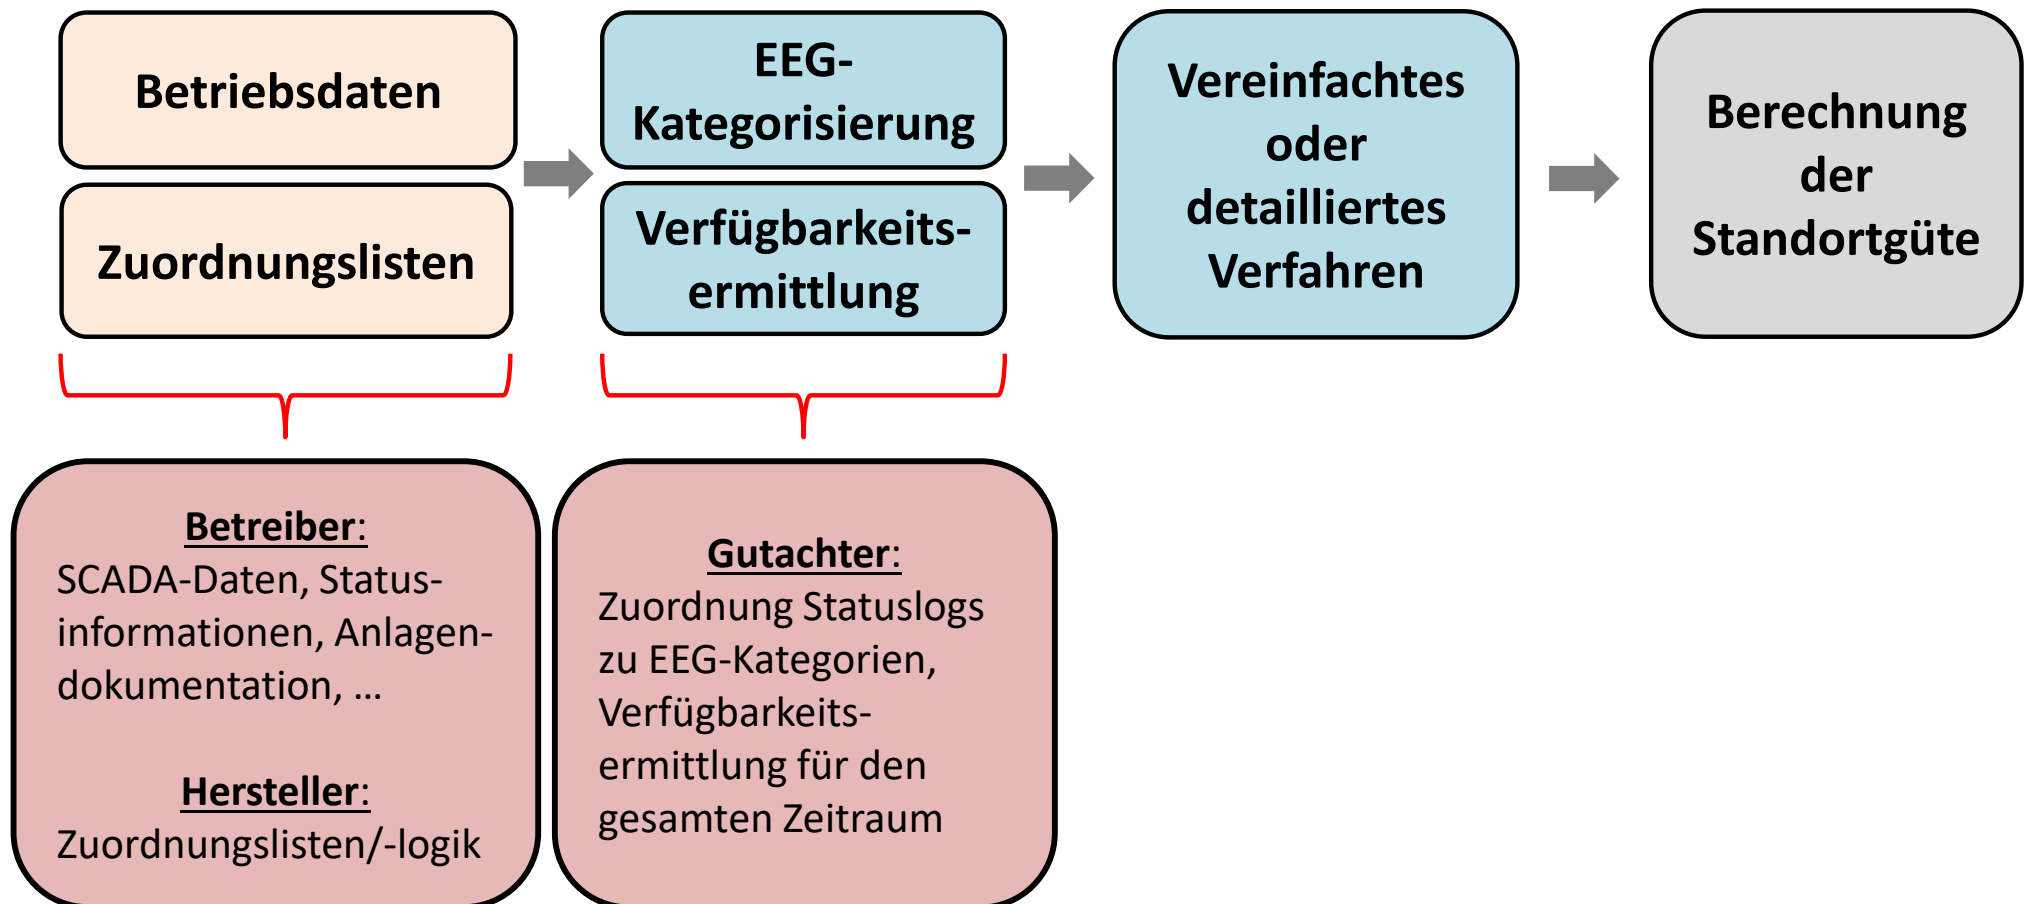 Betriebsdaten
Zuordnungslisten
EEG-
Kategorisierung
Verfügbarkeits-
ermittlung
Vereinfachtes
oder
detailliertes
Verfahren
Berechnung
der
Standortgüte
Betreiber:
SCADA-Daten, Status-
informationen, Anlagen-
dokumentation, ...
Hersteller:
Zuordnungslisten/-logik
Gutachter:
Zuordnung Statuslogs
zu EEG-Kategorien,
Verfügbarkeits-
ermittlung für den
gesamten Zeitraum